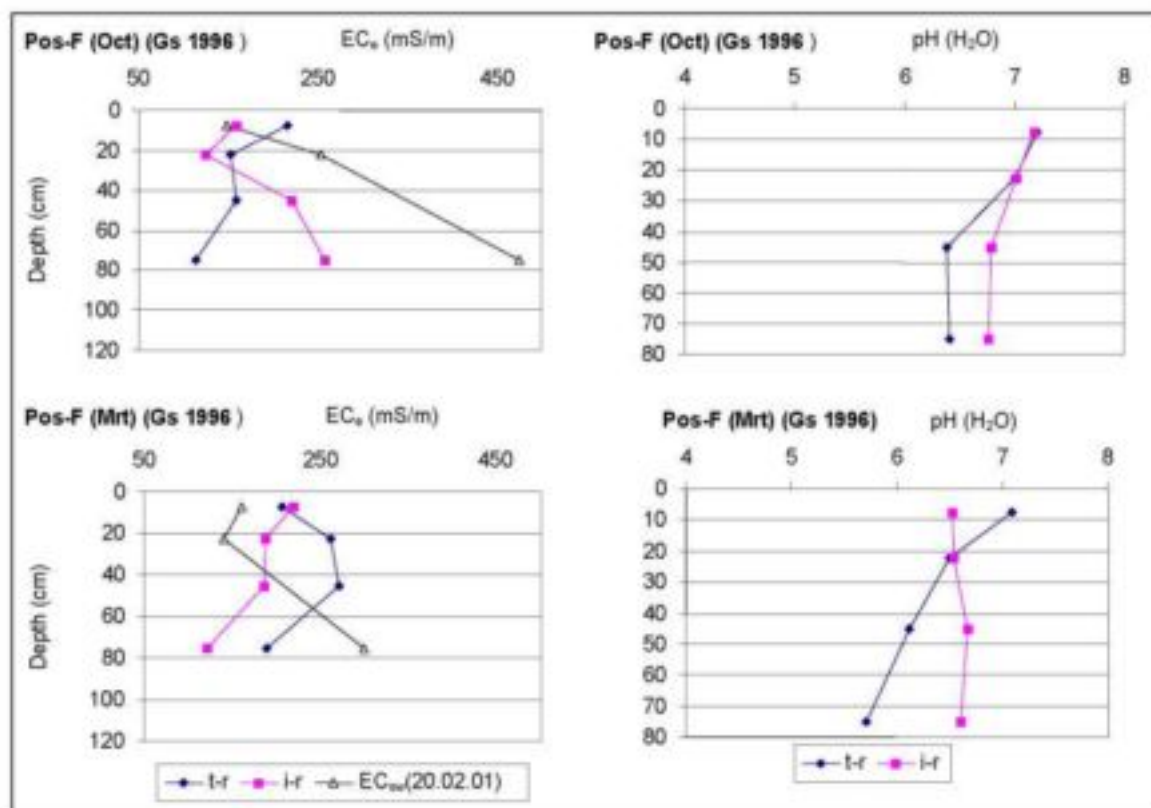 Pos-F (Oct) (Gs 1996 ) ECe (mS/m)
50 250 450
0
20
40
60
80
100
120
Depth (cm)
Pos-F (Oct) (Gs 1996 ) pH (H2O)
4 5 6 7 8
0
10
20
30
40
50
60
70
80
Pos-F (Mrt) (Gs 1996 ) ECe (mS/m)
50 250 450
0
20
40
60
80
100
120
Depth (cm)
t-r i-r ECsw(20.02.01)
Pos-F (Mrt) (Gs 1996) pH (H2O)
4 5 6 7 8
0
10
20
30
40
50
60
70
80
t-r i-r